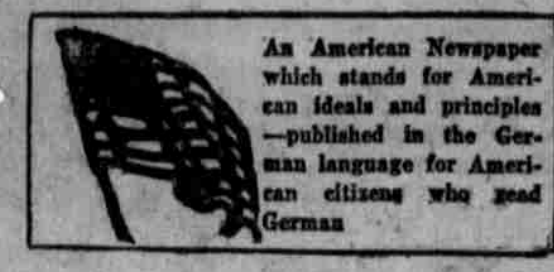 An American Newspaper
which stands for Ameri-
can ideals and principles
—published in the Ger-
man language for Ameri-
can citizens who read
German